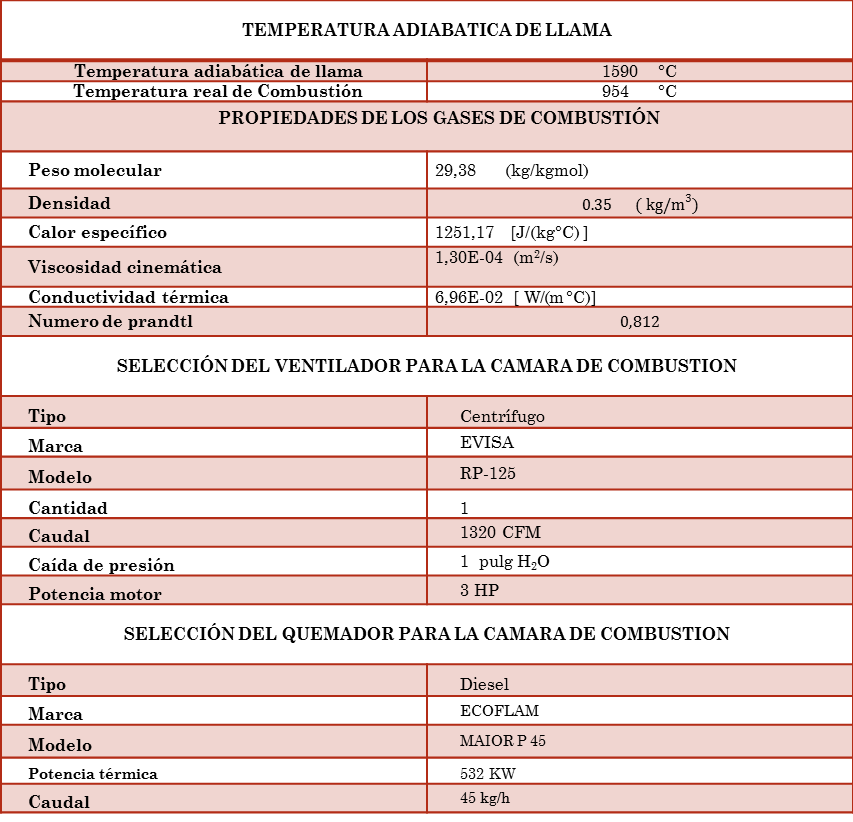 TEMPERATURA ADIABATICA DE LLAMA
Temperatura adiabática de llama 1590 °C
Temperatura real de Combustión 954 °C
PROPIEDADES DE LOS GASES DE COMBUSTIÓN
Peso molecular 29,38 (kg/kgmol)
Densidad 0.35 ( kg/m³)
Calor específico 1251,17 [J/(kg°C) ]
Viscosidad cinemática 1,30E-04 (m²/s)
Conductividad térmica 6,96E-02 [ W/(m °C)]
Numero de prandtl 0,812
SELECCIÓN DEL VENTILADOR PARA LA CAMARA DE COMBUSTION
Tipo Centrífugo
Marca EVISA
Modelo RP-125
Cantidad 1
Caudal 1320 CFM
Caída de presión 1 pulg H₂O
Potencia motor 3 HP
SELECCIÓN DEL QUEMADOR PARA LA CAMARA DE COMBUSTION
Tipo Diesel
Marca ECOFLAM
Modelo MAIOR P 45
Potencia térmica 532 KW
Caudal 45 kg/h